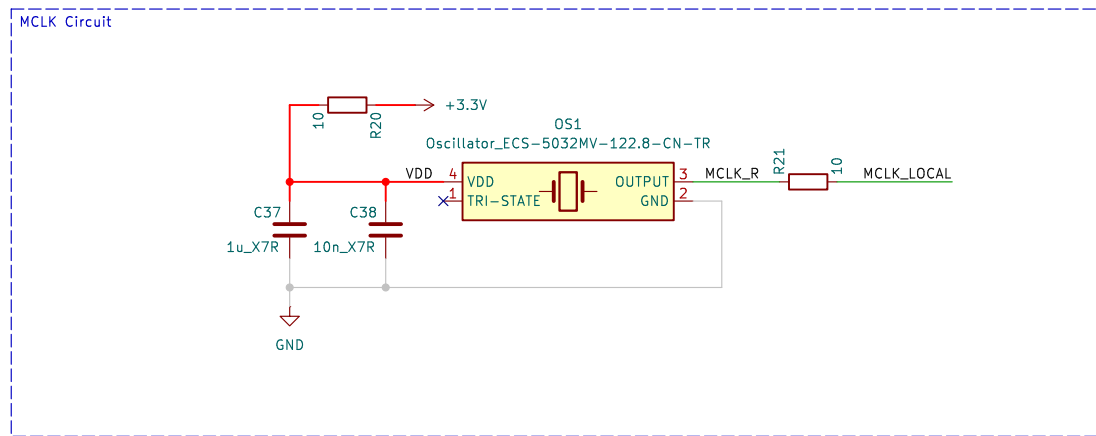 MCLK Circuit
10
R20
+3.3V
OS1
Oscillator_ECS-5032MV-122.8-CN-TR
VDD
4
VDD
OUTPUT
3
MCLK_R
R21
10
MCLK_LOCAL
1
TRI-STATE
GND
2
C37
1u_X7R
C38
10n_X7R
GND